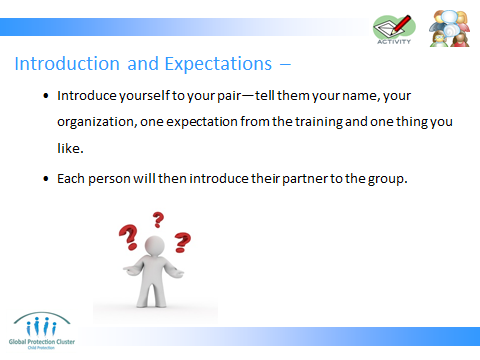 ACTIVITY
Introduction and Expectations –
• Introduce yourself to your pair—tell them your name, your
organization, one expectation from the training and one thing you
like.
• Each person will then introduce their partner to the group.
???
Global Protection Cluster
Child Protection